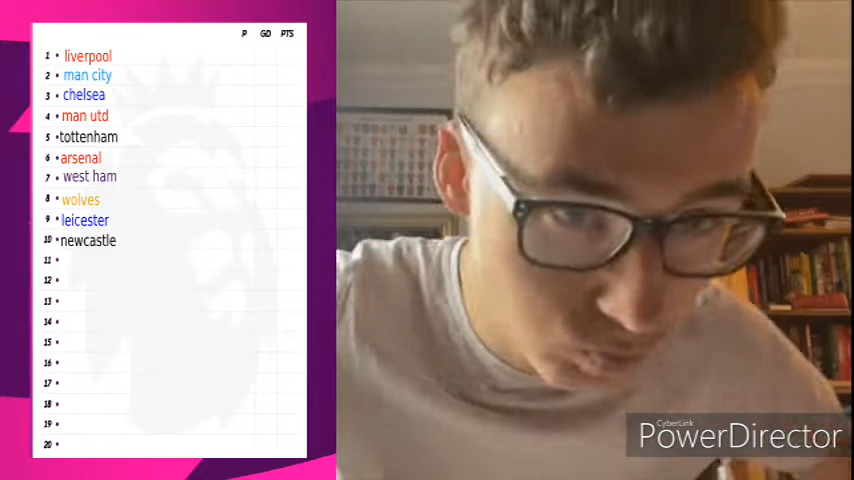 P GD PTS
1 • liverpool
2 • man city
3 • chelsea
4 • man utd
5 • tottenham
6 • arsenal
7 • west ham
8 • wolves
9 • leicester
10 • newcastle
11 •
12 •
13 •
14 •
15 •
16 •
17 •
18 •
19 •
20 •
CyberLink
PowerDirector